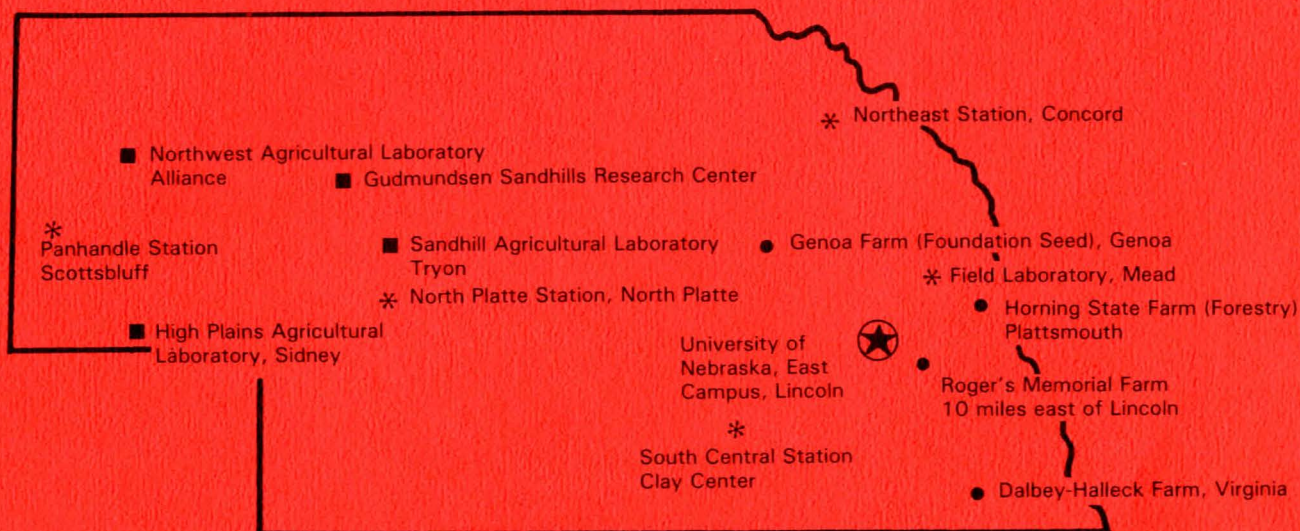 Northeast Station, Concord
Northwest Agricultural Laboratory
Alliance
Gudmundsen Sandhills Research Center
Panhandle Station
Scottsbluff
Sandhill Agricultural Laboratory
Tryon
Genoa Farm (Foundation Seed), Genoa
Field Laboratory, Mead
North Platte Station, North Platte
Horning State Farm (Forestry)
Plattsmouth
High Plains Agricultural
Laboratory, Sidney
University of
Nebraska, East
Campus, Lincoln
Roger's Memorial Farm
10 miles east of Lincoln
South Central Station
Clay Center
Dalbey-Halleck Farm, Virginia